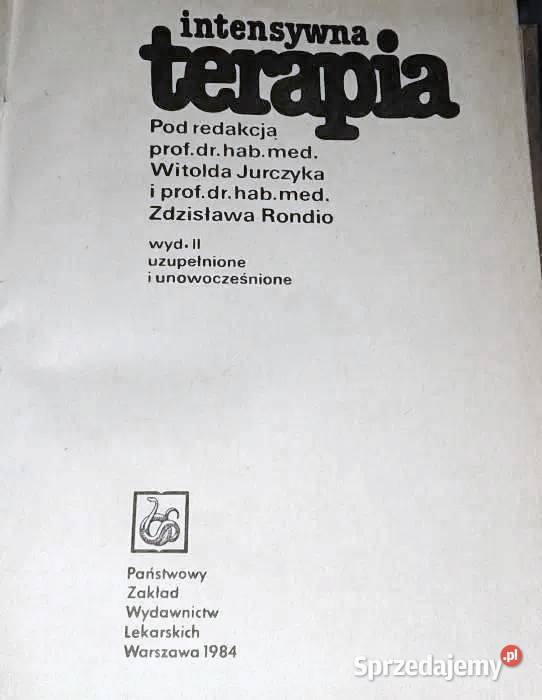 intensywna
terapia
Pod redakcją
prof.dr.hab.med.
Witolda Jurczyka
i prof.dr.hab.med.
Zdzisława Rondio
wyd.II
uzupełnione
i unowocześnione
Państwowy
Zakład
Wydawnictw
Lekarskich
Warszawa 1984
Sprzedajemy.pl